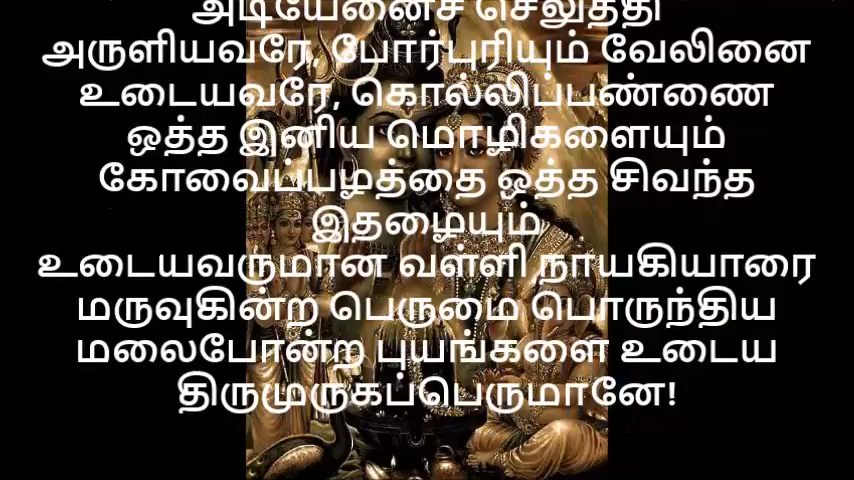 அடியேனைச் செலுத்தி
அருளியவரே, போர்புரியும் வேலினை
உடையவரே, கொல்லிப்பண்ணை
ஒத்த இனிய மொழிகளையும்
கோவைப்பழத்தை ஒத்த சிவந்த
இதழையும்
உடையவருமான வள்ளி நாயகியாரை
மருவுகின்ற பெருமை பொருந்திய
மலைபோன்ற புயங்களை உடைய
திருமுருகப்பெருமானே!